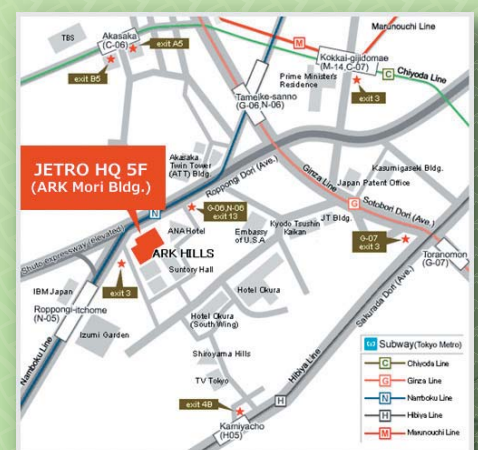 TBS
Akasaka
(C-06)
exit A5
exit B5
Marunouchi Line
M
Kokkai-gijidomae
(M-14,C-07)
C
Chiyoda Line
Prime Minister's
Residence
exit 3
Tameike-sanno
(G-06,N-06)
JETRO HQ 5F
(ARK Mori Bldg.)
Akasaka
Twin Tower
(ATT) Bldg.
Roppongi Dori (Ave.)
Ginza Line
Kasumigaseki Bldg.
Japan Patent Office
G-06,N-06
exit 13
N
G
Sotobori Dori (Ave.)
ANA Hotel
Embassy
of U.S.A
Kyodo Tsushin
Kaikan
JT Bldg.
G-07
exit 3
Shuto expressway (elevated)
ARK HILLS
Suntory Hall
Toranomon
(G-07)
exit 3
IBM Japan
Hotel Okura
Sakurada Dori (Ave.)
Roppongi-itchome
(N-05)
Izumi Garden
Hotel Okura
(South Wing)
Namboku Line
Shiroyama Hills
Hibiya Line
TV Tokyo
exit 4B
H
Kamiyacho
(H05)
Subway(Tokyo Metro)
C Chiyoda Line
G Ginza Line
N Namboku Line
H Hibiya Line
M Marunouchi Line